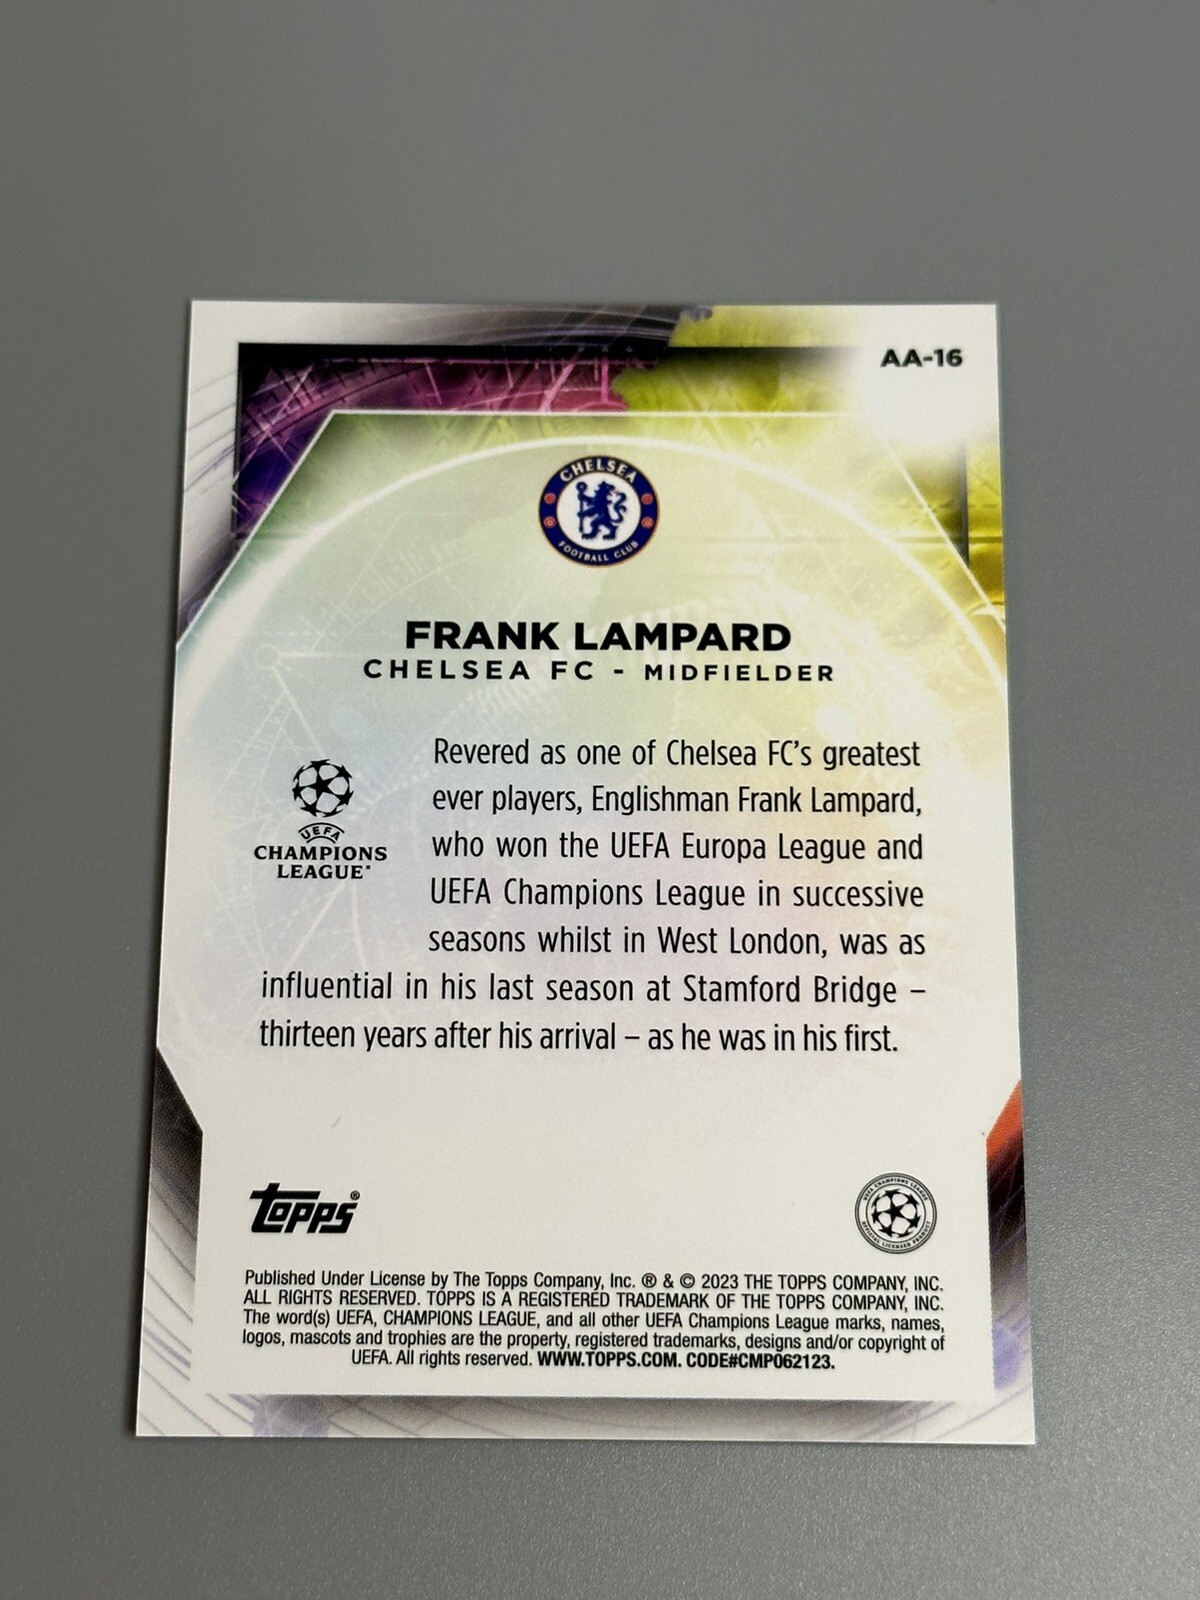 AA-16
CHELSEA
FOOTBALL CLUB
FRANK LAMPARD
CHELSEA FC - MIDFIELDER
Revered as one of Chelsea FC's greatest
ever players, Englishman Frank Lampard,
who won the UEFA Europa League and
UEFA Champions League in successive
seasons whilst in West London, was as
influential in his last season at Stamford Bridge –
thirteen years after his arrival – as he was in his first.
UEFA
CHAMPIONS
LEAGUE®
topps®
UEFA CHAMPIONS LEAGUE
OFFICIAL LICENSED PRODUCT
Published Under License by The Topps Company, Inc. ® & © 2023 THE TOPPS COMPANY, INC.
ALL RIGHTS RESERVED. TOPPS IS A REGISTERED TRADEMARK OF THE TOPPS COMPANY, INC.
The word(s) UEFA, CHAMPIONS LEAGUE, and all other UEFA Champions League marks, names,
logos, mascots and trophies are the property, registered trademarks, designs and/or copyright of
UEFA. All rights reserved. WWW.TOPPS.COM. CODE#CMP062123.